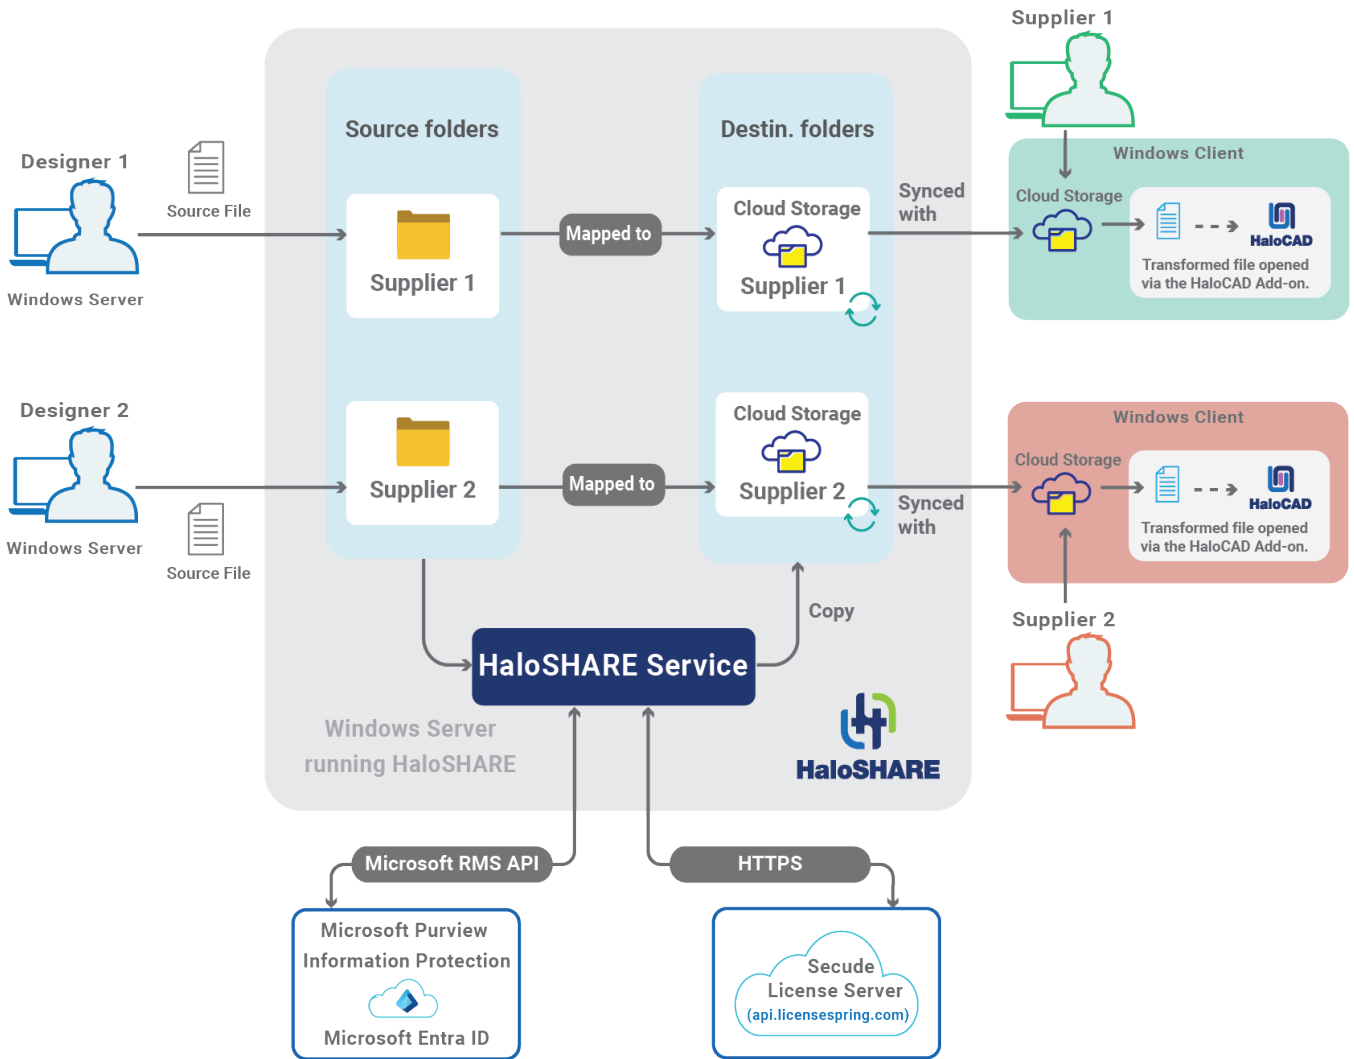 Supplier 1
Designer 1
Source File
Windows Server
Source folders
Destin. folders
Supplier 1
Mapped to
Cloud Storage
Supplier 1
Synced
with
Windows Client
Cloud Storage
HaloCAD
Transformed file opened
via the HaloCAD Add-on.
Designer 2
Windows Server
Source File
Supplier 2
Mapped to
Cloud Storage
Supplier 2
Synced
with
Windows Client
Cloud Storage
HaloCAD
Transformed file opened
via the HaloCAD Add-on.
Supplier 2
Copy
HaloSHARE Service
Windows Server
running HaloSHARE
HaloSHARE
Microsoft RMS API
HTTPS
Microsoft Purview
Information Protection
Microsoft Entra ID
Secude
License Server
(api.licensespring.com)